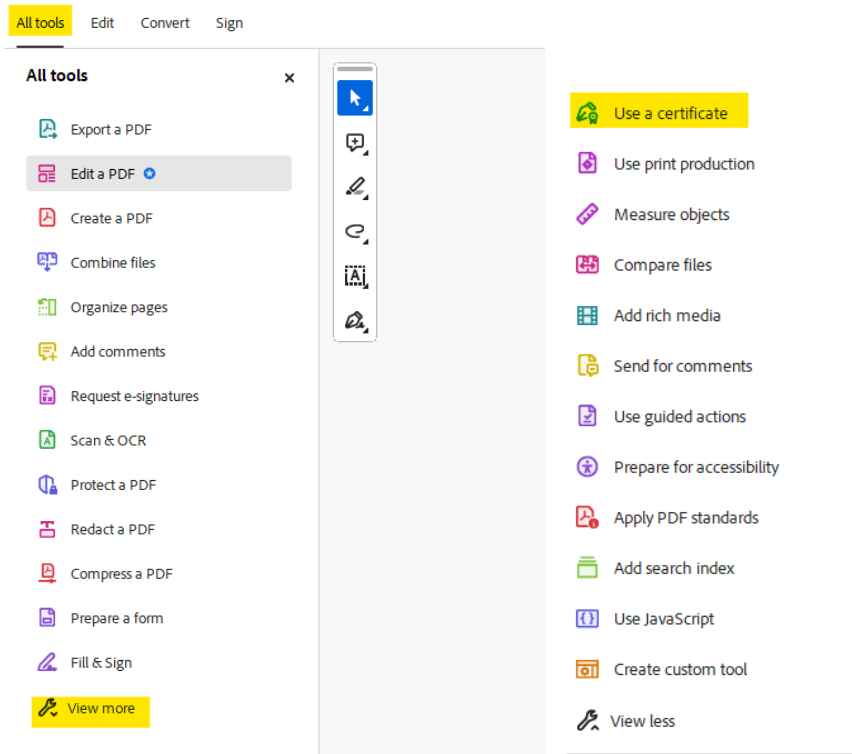 All tools Edit Convert Sign
All tools
Export a PDF
Edit a PDF
Create a PDF
Combine files
Organize pages
Add comments
Request e-signatures
Scan & OCR
Protect a PDF
Redact a PDF
Compress a PDF
Prepare a form
Fill & Sign
View more
Use a certificate
Use print production
Measure objects
Compare files
Add rich media
Send for comments
Use guided actions
Prepare for accessibility
Apply PDF standards
Add search index
Use JavaScript
Create custom tool
View less